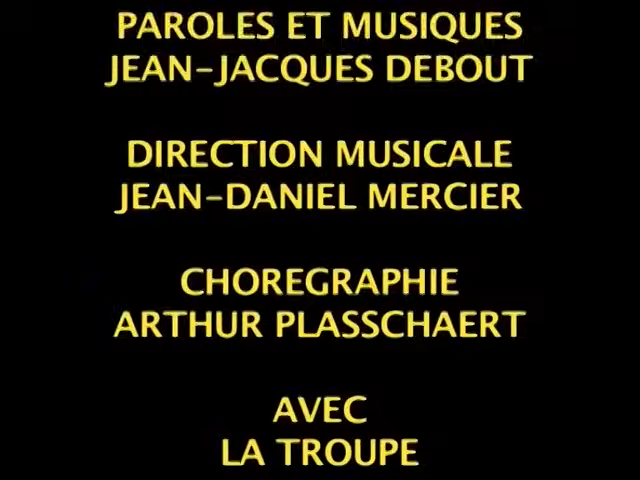 PAROLES ET MUSIQUES
JEAN-JACQUES DEBOUT
DIRECTION MUSICALE
JEAN-DANIEL MERCIER
CHOREGRAPHIE
ARTHUR PLASSCHAERT
AVEC
LA TROUPE